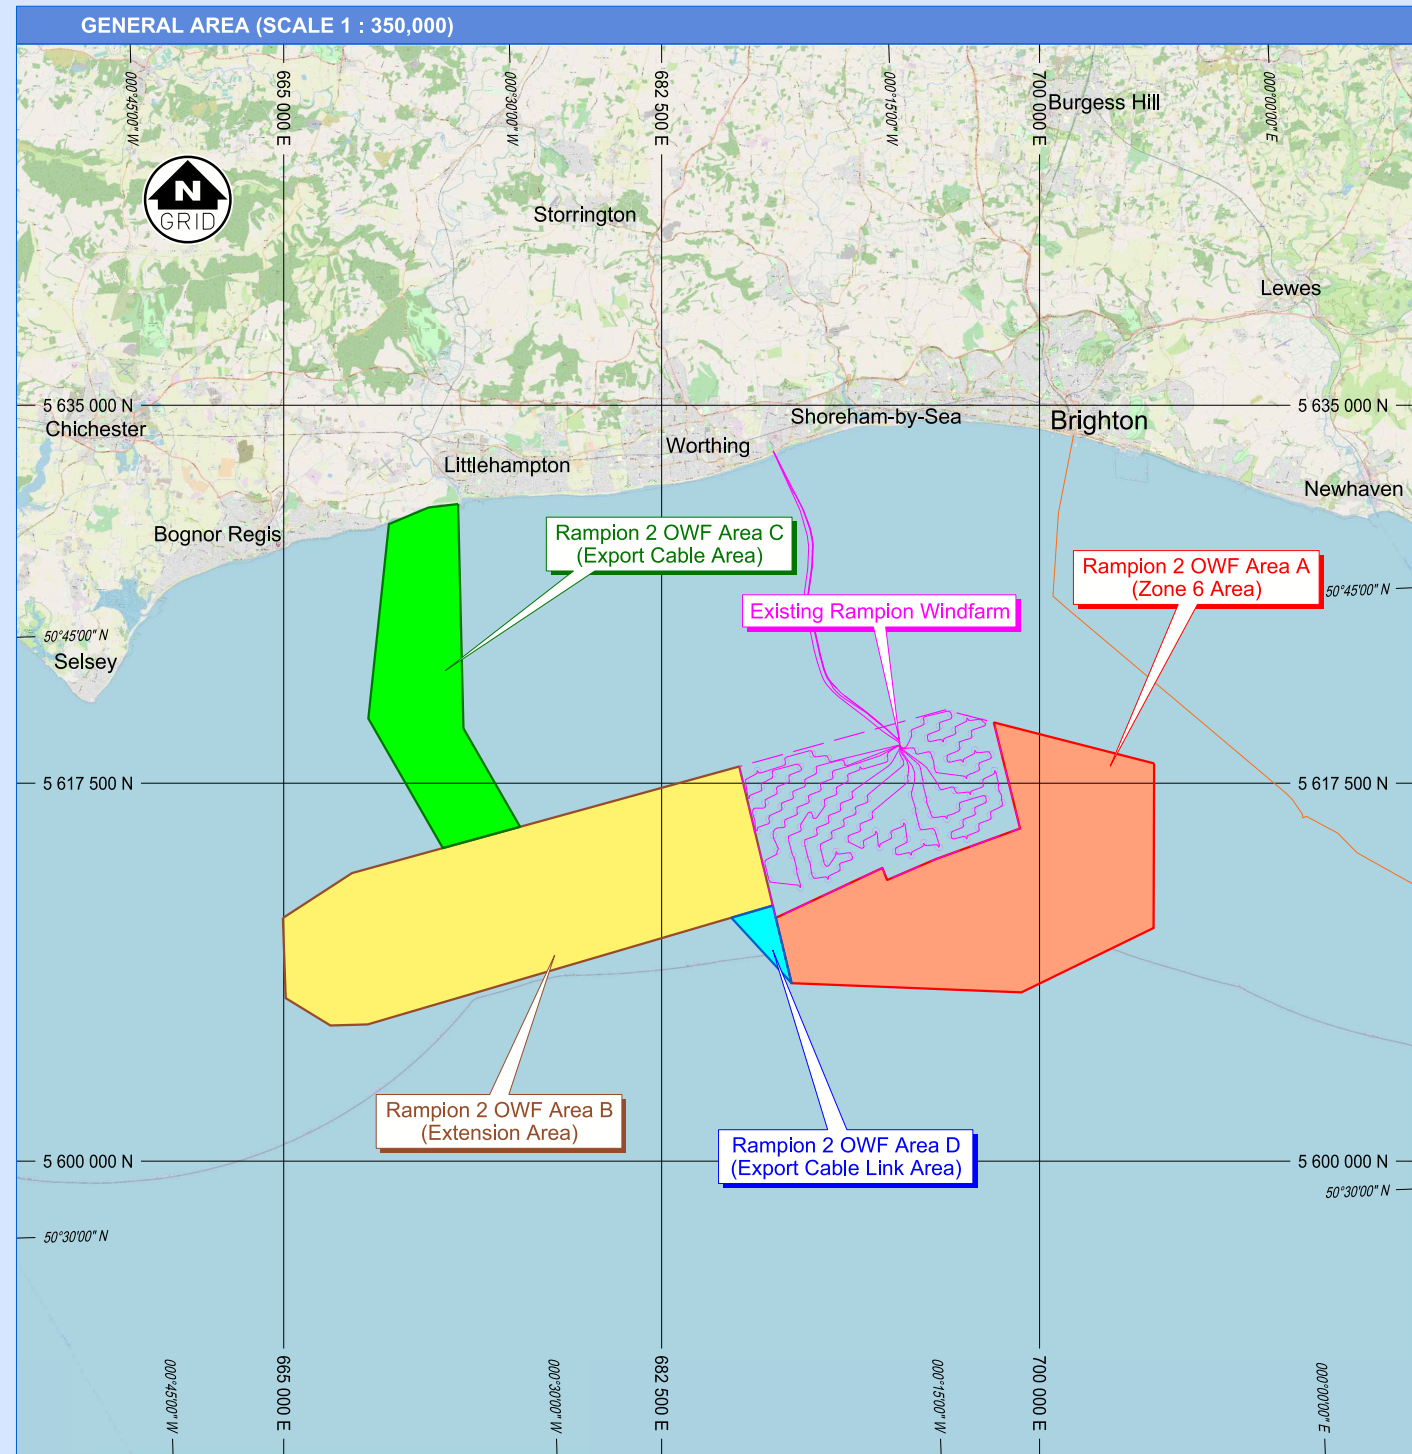 GENERAL AREA (SCALE 1 : 350,000)
000°45'00" W
665 000 E
000°30'00" W
682 500 E
000°15'00" W
700 000 E
000°00'00" E
Burgess Hill
N
GRID
Storrington
Lewes
5 635 000 N
5 635 000 N
Chichester
Shoreham-by-Sea
Brighton
Worthing
Littlehampton
Newhaven
Bognor Regis
Rampion 2 OWF Area C
(Export Cable Area)
Rampion 2 OWF Area A
(Zone 6 Area)
50°45'00" N
Existing Rampion Windfarm
50°45'00" N
Selsey
5 617 500 N
5 617 500 N
Rampion 2 OWF Area B
(Extension Area)
Rampion 2 OWF Area D
(Export Cable Link Area)
5 600 000 N
5 600 000 N
50°30'00" N
50°30'00" N
000°45'00" W
665 000 E
000°30'00" W
682 500 E
000°15'00" W
700 000 E
000°00'00" E